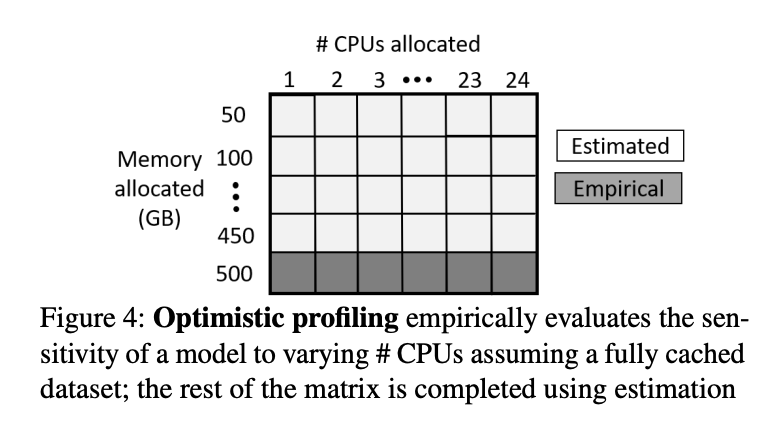 # CPUs allocated
1 2 3 ••• 23 24
50
Memory 100
allocated
(GB)
450
500
Estimated
Empirical
Figure 4: Optimistic profiling empirically evaluates the sen-
sitivity of a model to varying # CPUs assuming a fully cached
dataset; the rest of the matrix is completed using estimation